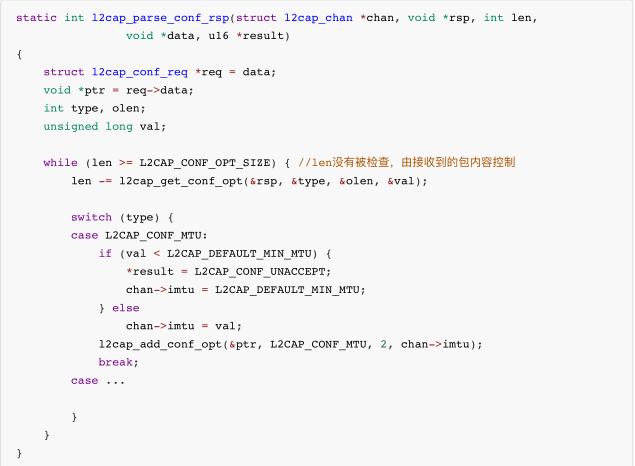 static int l2cap_parse_conf_rsp(struct l2cap_chan *chan, void *rsp, int len,
                void *data, u16 *result)
{
    struct l2cap_conf_req *req = data;
    void *ptr = req->data;
    int type, olen;
    unsigned long val;

    while (len >= L2CAP_CONF_OPT_SIZE) { //len没有被检查，由接收到的包内容控制
        len -= l2cap_get_conf_opt(&rsp, &type, &olen, &val);

        switch (type) {
        case L2CAP_CONF_MTU:
            if (val < L2CAP_DEFAULT_MIN_MTU) {
                *result = L2CAP_CONF_UNACCEPT;
                chan->imtu = L2CAP_DEFAULT_MIN_MTU;
            } else
                chan->imtu = val;
            l2cap_add_conf_opt(&ptr, L2CAP_CONF_MTU, 2, chan->imtu);
            break;
        case ...

        }
    }
}